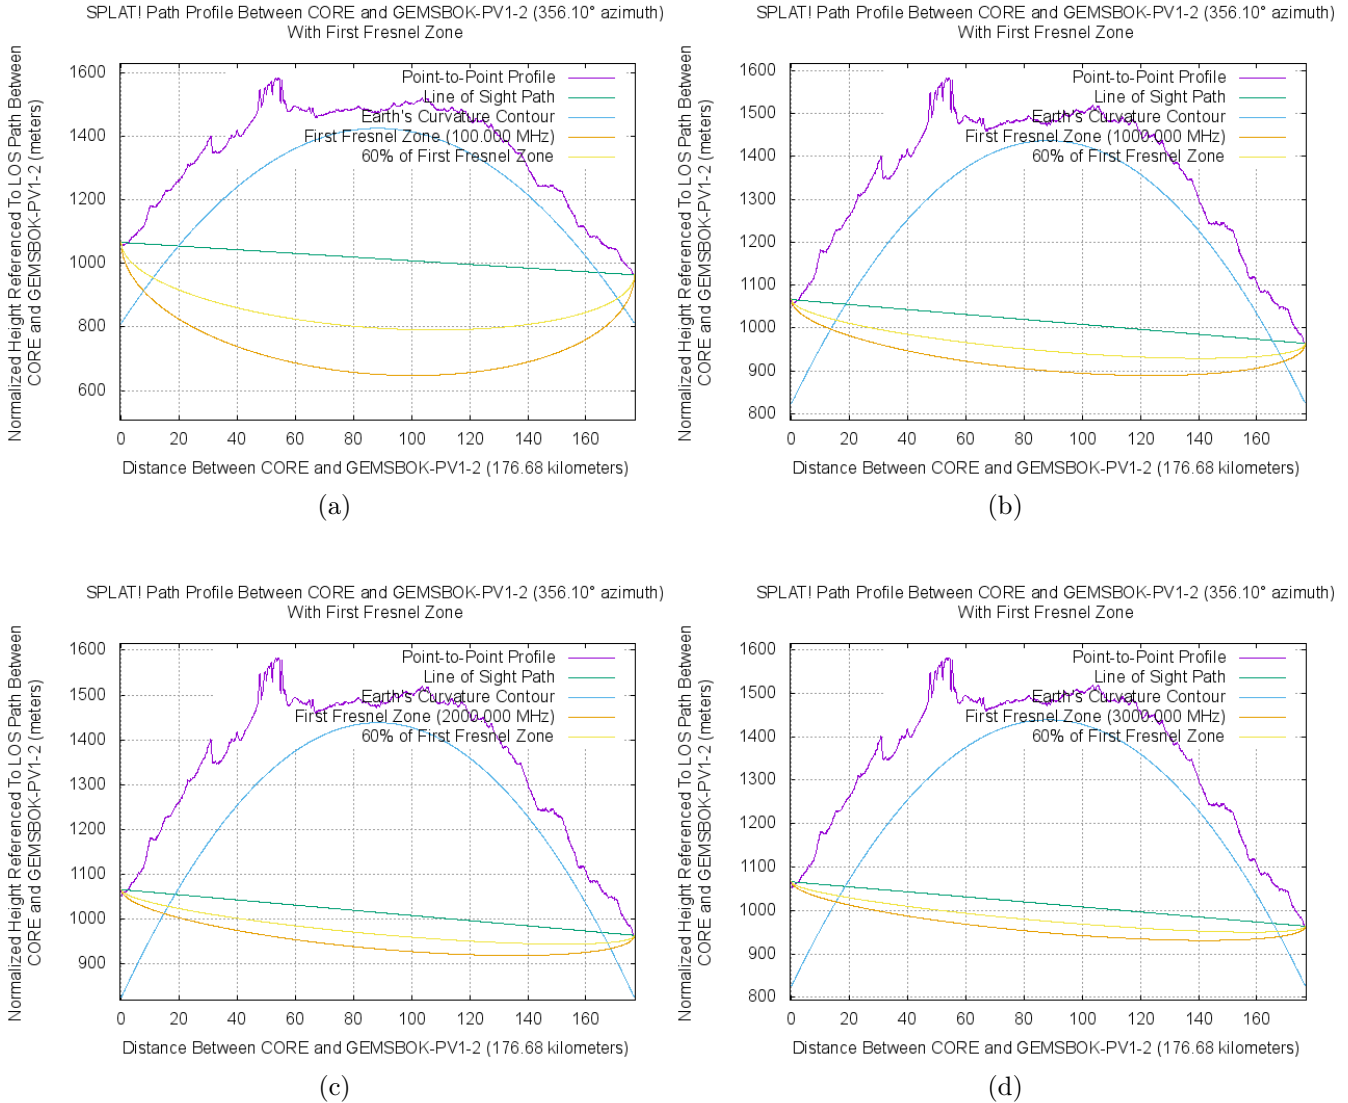 SPLAT! Path Profile Between CORE and GEMSBOK-PV1-2 (356.10° azimuth)
With First Fresnel Zone
Normalized Height Referenced To LOS Path Between
CORE and GEMSBOK-PV1-2 (meters)
1600
1400
1200
1000
800
600
Point-to-Point Profile
Line of Sight Path
Earth's Curvature Contour
First Fresnel Zone (100.000 MHz)
60% of First Fresnel Zone
0 20 40 60 80 100 120 140 160
Distance Between CORE and GEMSBOK-PV1-2 (176.68 kilometers)
(a)
SPLAT! Path Profile Between CORE and GEMSBOK-PV1-2 (356.10° azimuth)
With First Fresnel Zone
Normalized Height Referenced To LOS Path Between
CORE and GEMSBOK-PV1-2 (meters)
1600
1500
1400
1300
1200
1100
1000
900
800
Point-to-Point Profile
Line of Sight Path
Earth's Curvature Contour
First Fresnel Zone (1000.000 MHz)
60% of First Fresnel Zone
0 20 40 60 80 100 120 140 160
Distance Between CORE and GEMSBOK-PV1-2 (176.68 kilometers)
(b)
SPLAT! Path Profile Between CORE and GEMSBOK-PV1-2 (356.10° azimuth)
With First Fresnel Zone
Normalized Height Referenced To LOS Path Between
CORE and GEMSBOK-PV1-2 (meters)
1600
1500
1400
1300
1200
1100
1000
900
Point-to-Point Profile
Line of Sight Path
Earth's Curvature Contour
First Fresnel Zone (2000.000 MHz)
60% of First Fresnel Zone
0 20 40 60 80 100 120 140 160
Distance Between CORE and GEMSBOK-PV1-2 (176.68 kilometers)
(c)
SPLAT! Path Profile Between CORE and GEMSBOK-PV1-2 (356.10° azimuth)
With First Fresnel Zone
Normalized Height Referenced To LOS Path Between
CORE and GEMSBOK-PV1-2 (meters)
1600
1500
1400
1300
1200
1100
1000
900
800
Point-to-Point Profile
Line of Sight Path
Earth's Curvature Contour
First Fresnel Zone (3000.000 MHz)
60% of First Fresnel Zone
0 20 40 60 80 100 120 140 160
Distance Between CORE and GEMSBOK-PV1-2 (176.68 kilometers)
(d)